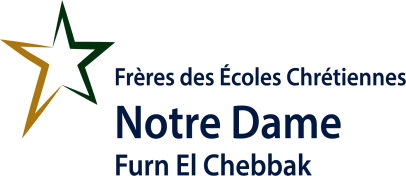 Frères des Écoles Chrétiennes
Notre Dame
Furn El Chebbak